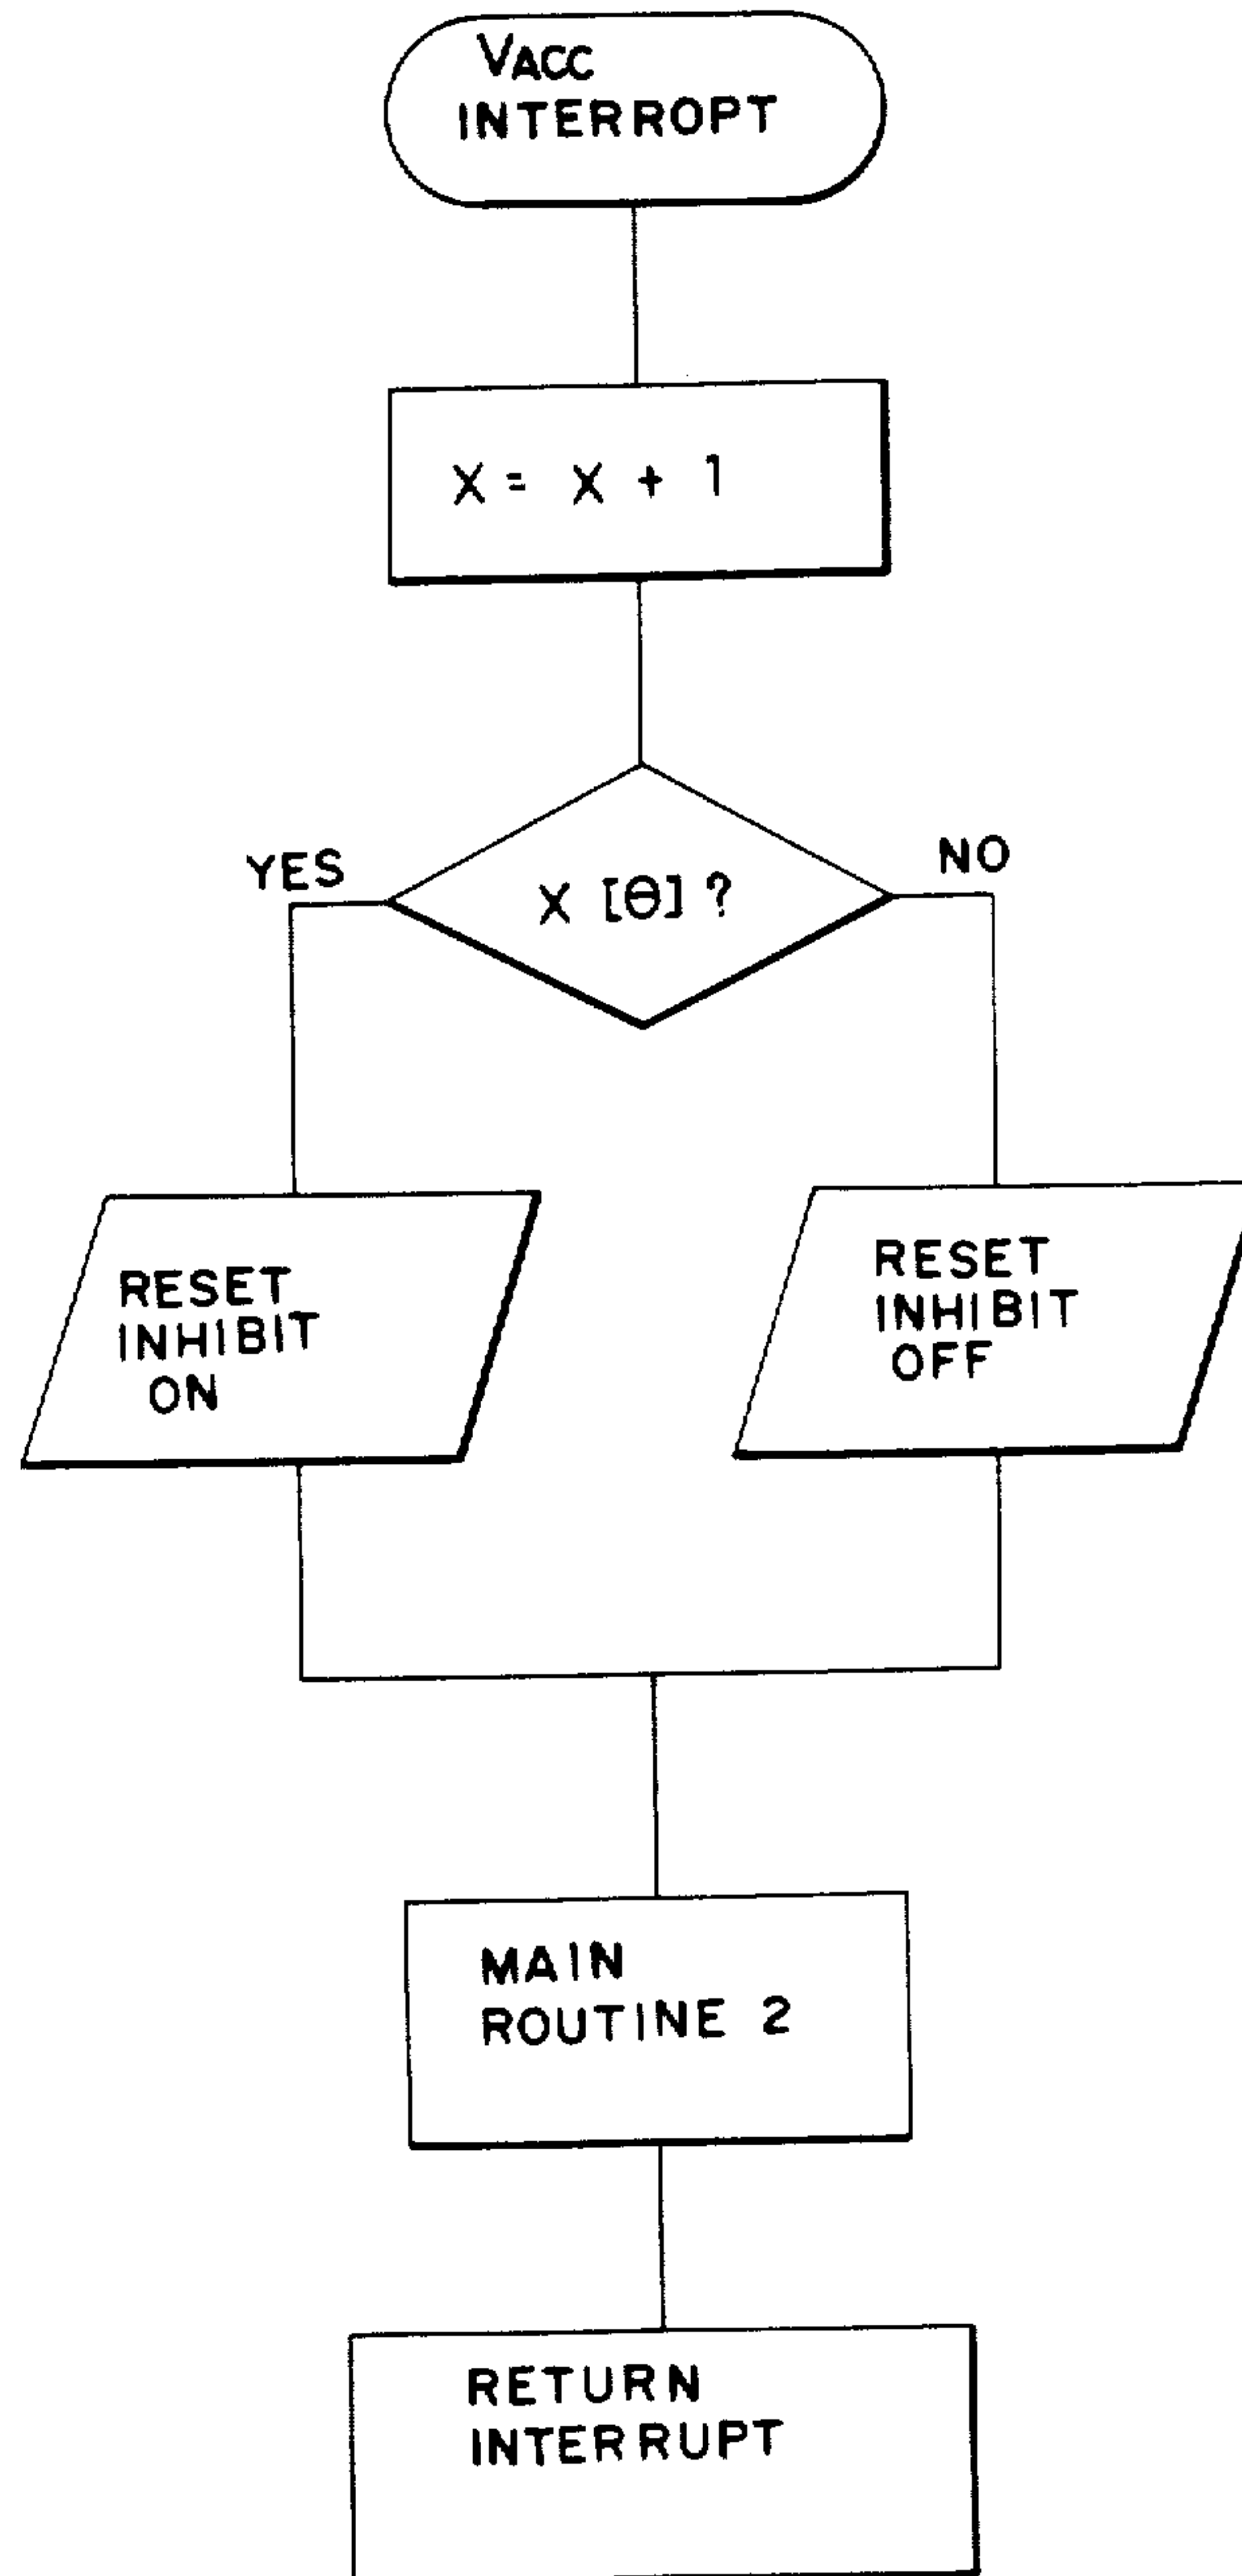 VACC
INTERROPT
X = X + 1
YES
NO
X [Θ] ?
RESET
INHIBIT
ON
RESET
INHIBIT
OFF
MAIN
ROUTINE 2
RETURN
INTERRUPT